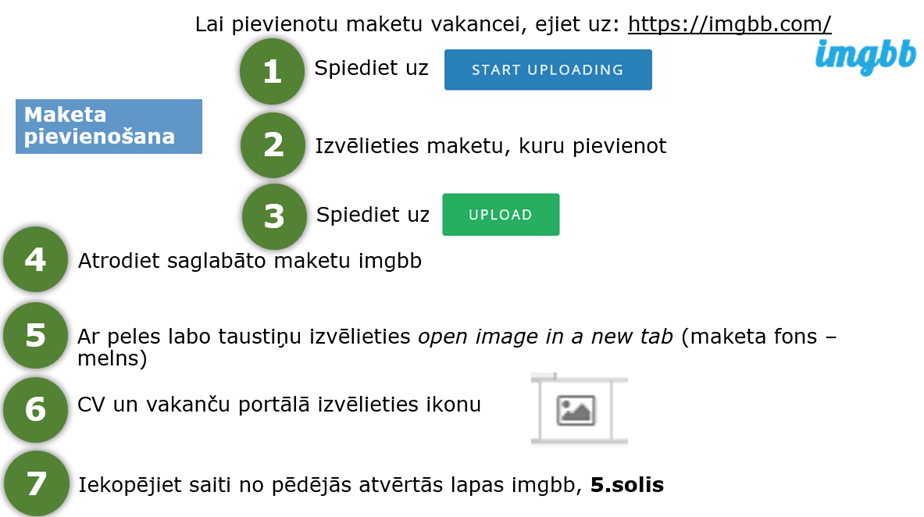 Lai pievienotu maketu vakancei, ejiet uz: https://imgbb.com/
imgbb
1 Spiediet uz START UPLOADING
Maketa
pievienošana
2 Izvēlieties maketu, kuru pievienot
3 Spiediet uz UPLOAD
4 Atrodiet saglabāto maketu imgbb
5 Ar peles labo taustiņu izvēlieties open image in a new tab (maketa fons –
melns)
6 CV un vakanču portālā izvēlieties ikonu
7 Iekopējiet saiti no pēdējās atvērtās lapas imgbb, 5.solis